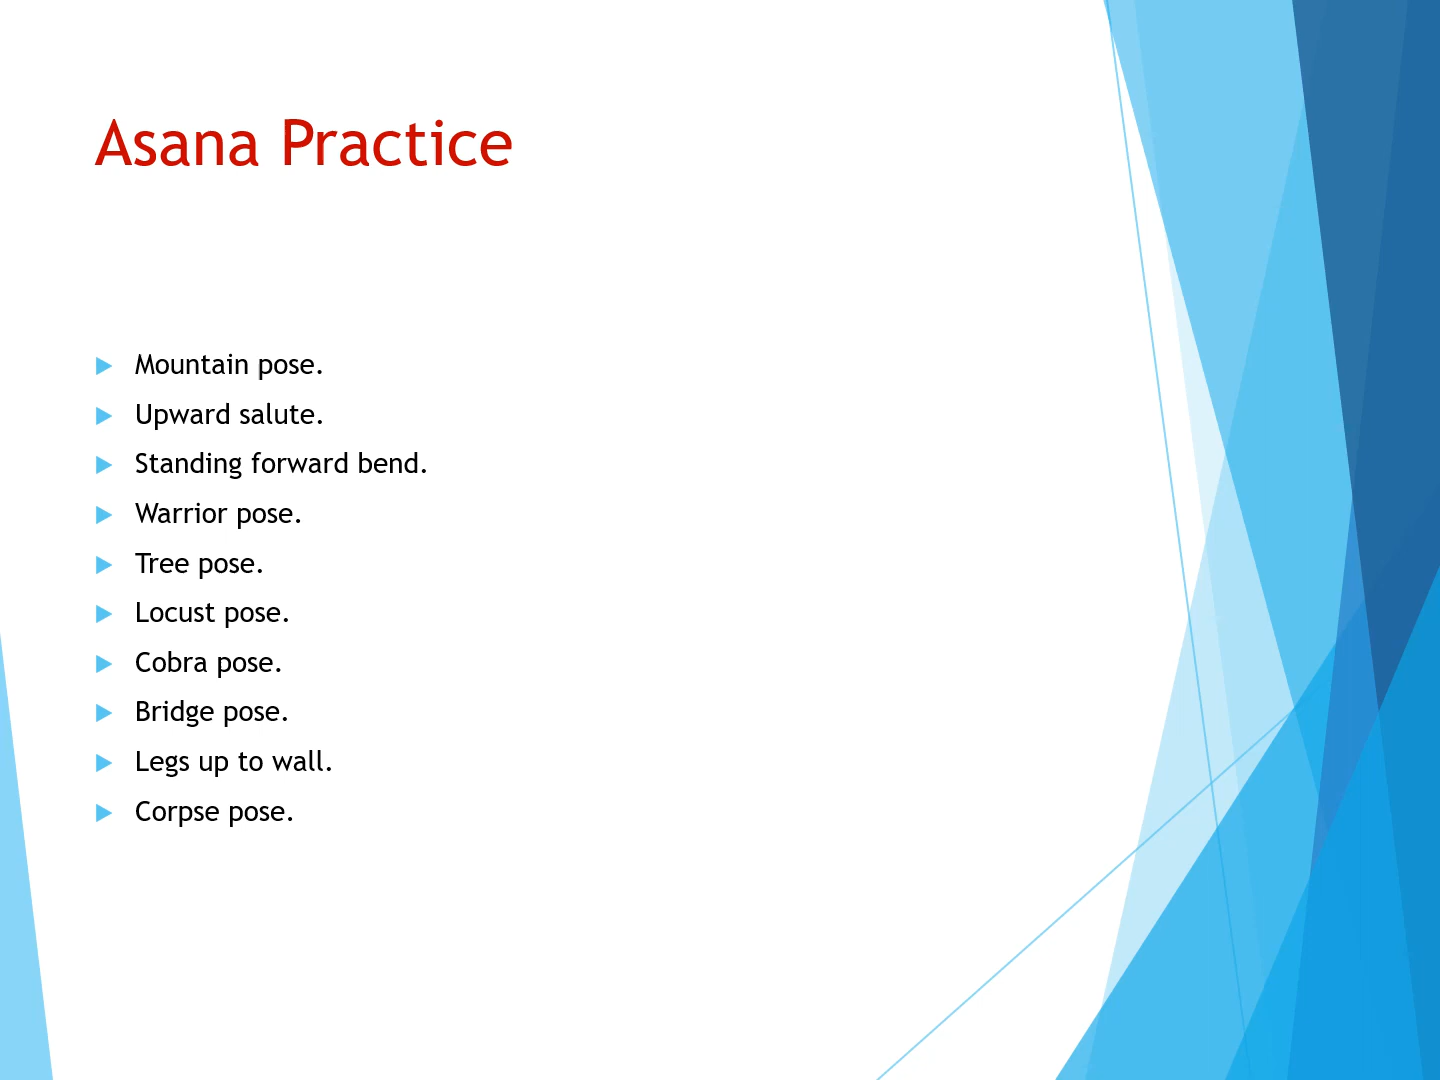 Asana Practice
Mountain pose.
Upward salute.
Standing forward bend.
Warrior pose.
Tree pose.
Locust pose.
Cobra pose.
Bridge pose.
Legs up to wall.
Corpse pose.